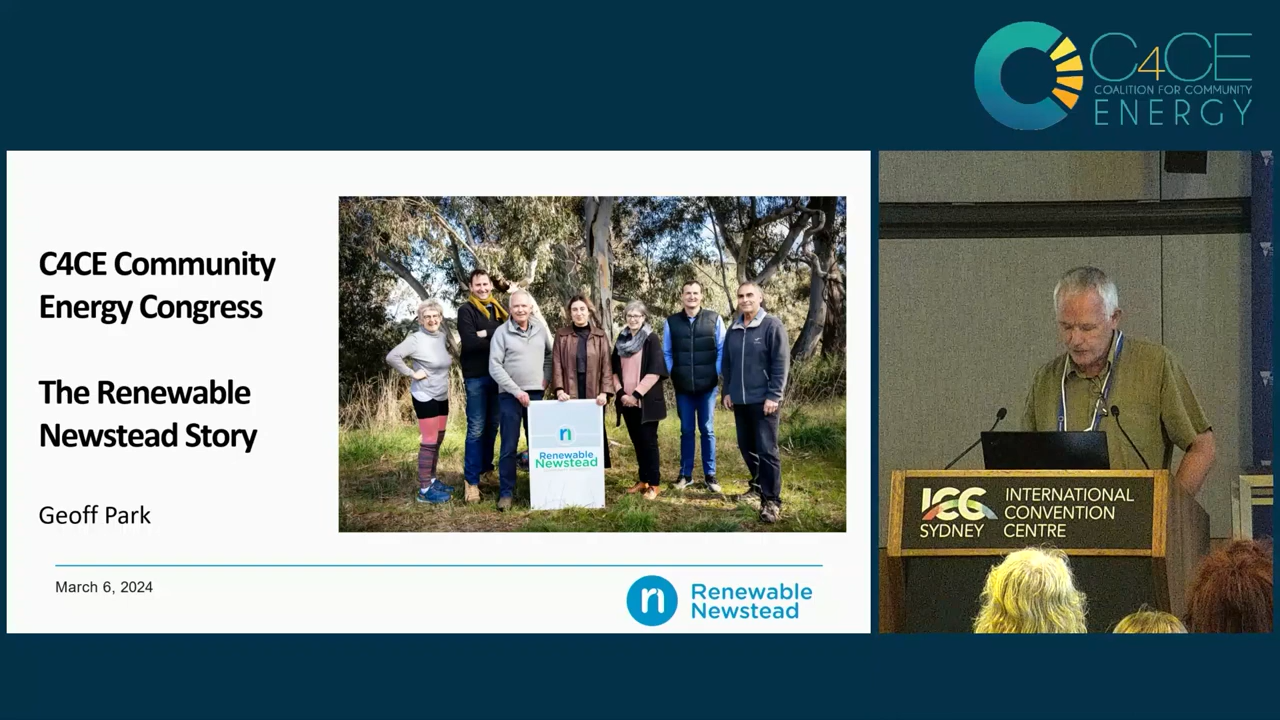 C4CE
COALITION FOR COMMUNITY
ENERGY
C4CE Community
Energy Congress
The Renewable
Newstead Story
Geoff Park
March 6, 2024
n
Renewable
Newstead
n
Renewable
Newstead
ICC
SYDNEY
INTERNATIONAL
CONVENTION
CENTRE